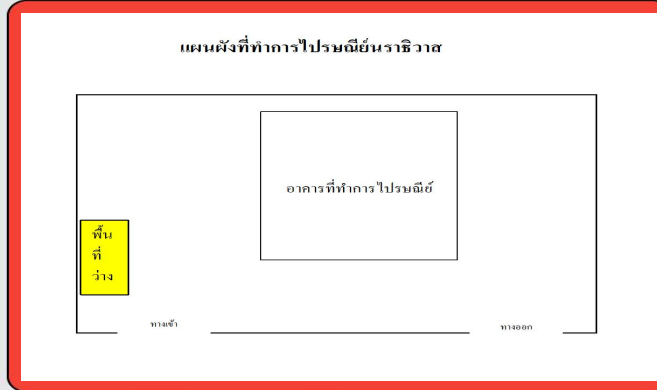 แผนผังที่ทำการไปรษณีย์นราธิวาส
อาคารที่ทำการไปรษณีย์
พื้น
ที่
ว่าง
ทางเข้า
ทางออก